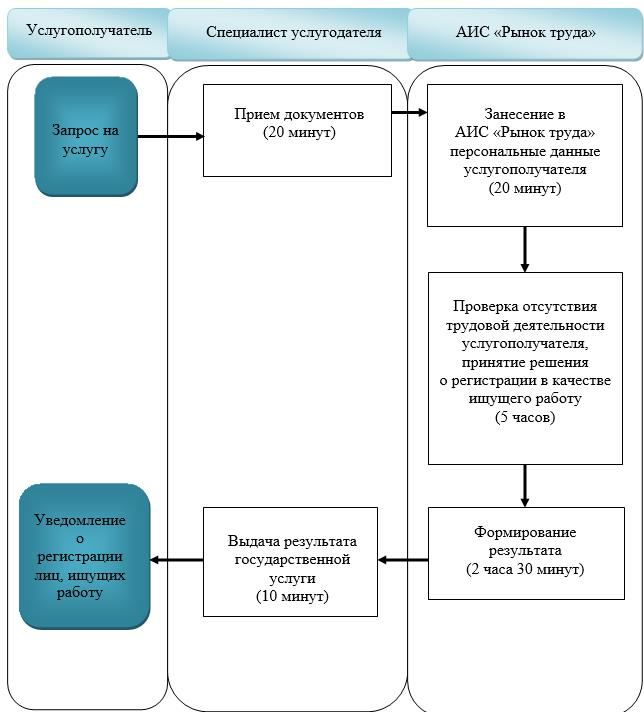 Услугополучатель
Специалист услугодателя
АИС «Рынок труда»
Запрос на
услугу
Прием документов
(20 минут)
Занесение в
АИС «Рынок труда»
персональные данные
услугополучателя
(20 минут)
Проверка отсутствия
трудовой деятельности
услугополучателя,
принятие решения
о регистрации в качестве
ищущего работу
(5 часов)
Формирование
результата
(2 часа 30 минут)
Выдача результата
государственной
услуги
(10 минут)
Уведомление
о
регистрации
лиц, ищущих
работу